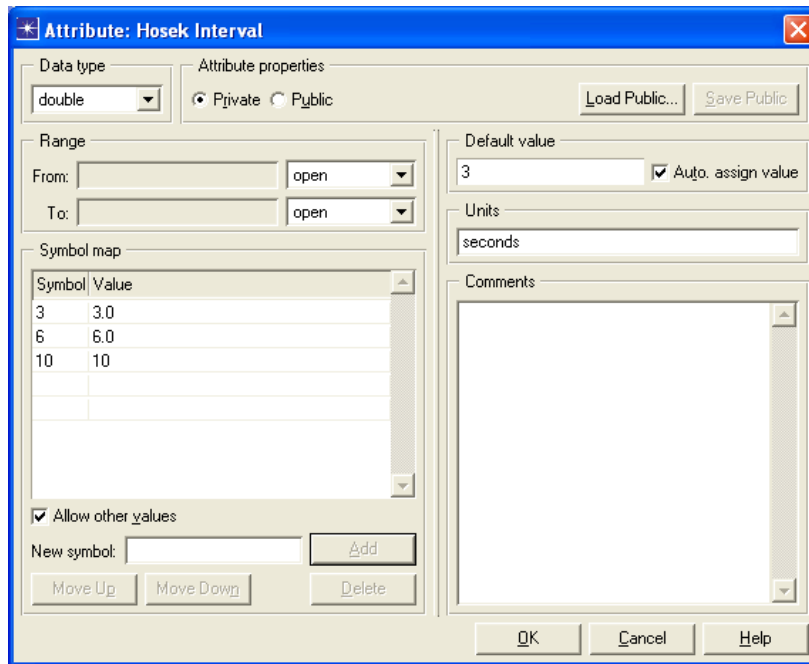 Attribute: Hosek Interval
Data type
double
Attribute properties
Private Public
Load Public... Save Public
Range
From: open
To: open
Default value
3 Auto. assign value
Units
seconds
Symbol map
Symbol Value
3 3.0
6 6.0
10 10
Allow other values
New symbol: Add
Move Up Move Down Delete
Comments
OK Cancel Help